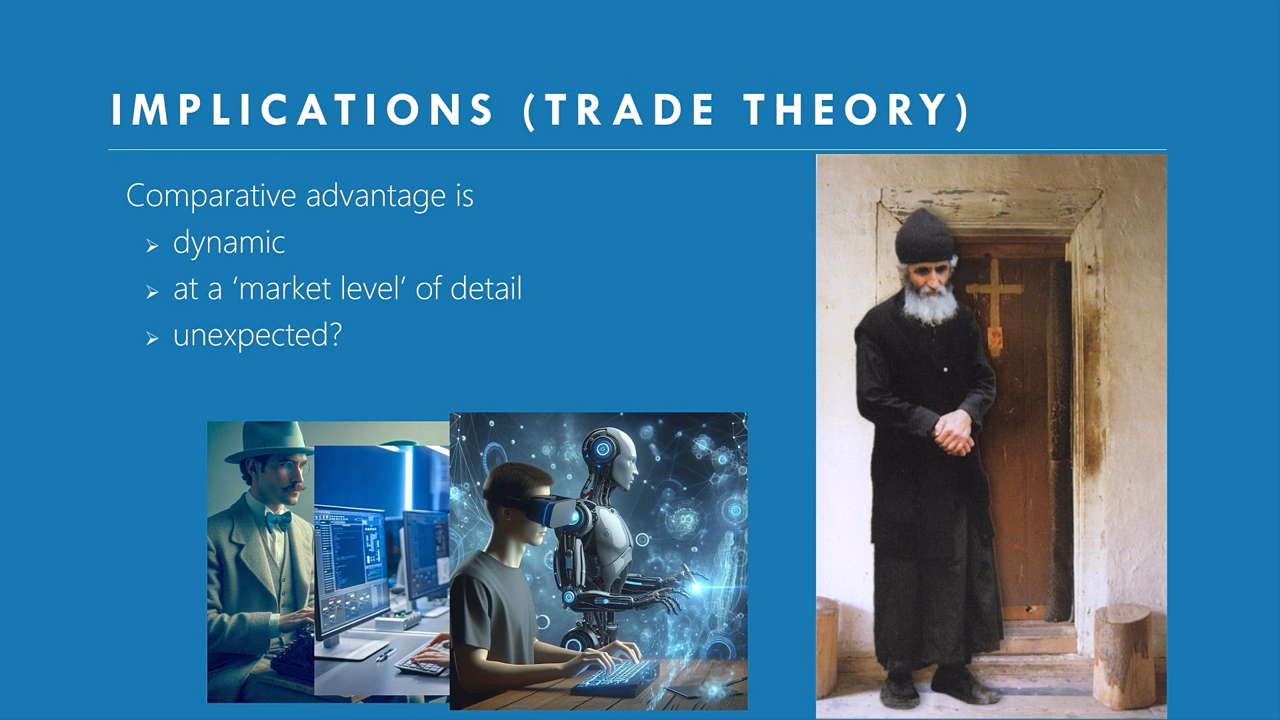 IMPLICATIONS (TRADE THEORY)
Comparative advantage is
➢ dynamic
➢ at a ‘market level’ of detail
➢ unexpected?